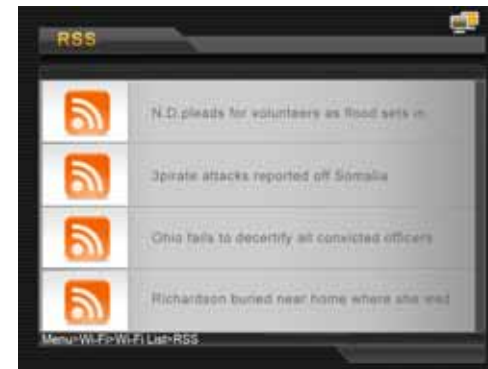 RSS
N.D.pleads for volunteers as flood sets in
3pirate attacks reported off Somalia
Ohio fails to decertify all convicted officers
Richardson buried near home where she wed
Menu>Wi-Fi>Wi-Fi List>RSS